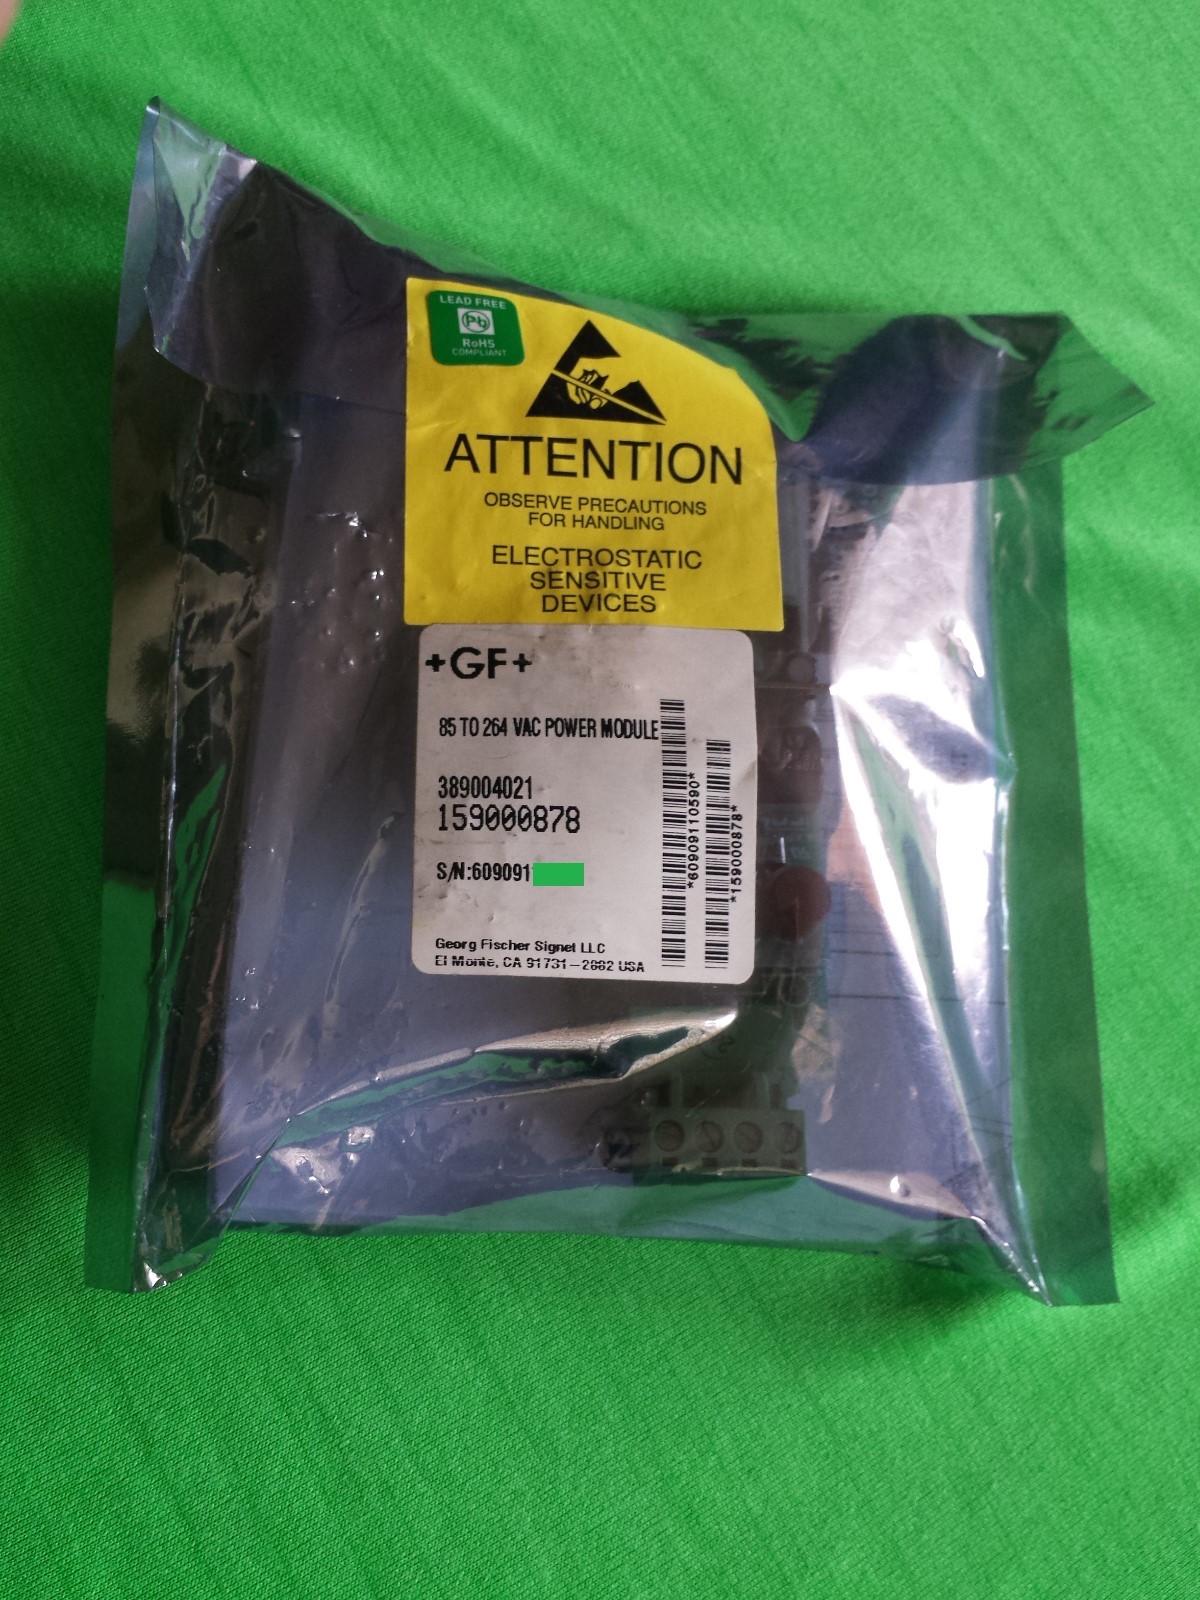 LEAD FREE
Pb
RoHS
COMPLIANT
ATTENTION
OBSERVE PRECAUTIONS
FOR HANDLING
ELECTROSTATIC
SENSITIVE
DEVICES
+GF+
85 TO 264 VAC POWER MODULE
389004021
159000878
S/N:609091
*60909110590*
*159000878*
Georg Fischer Signet LLC
El Monte, CA 91731-2882 USA